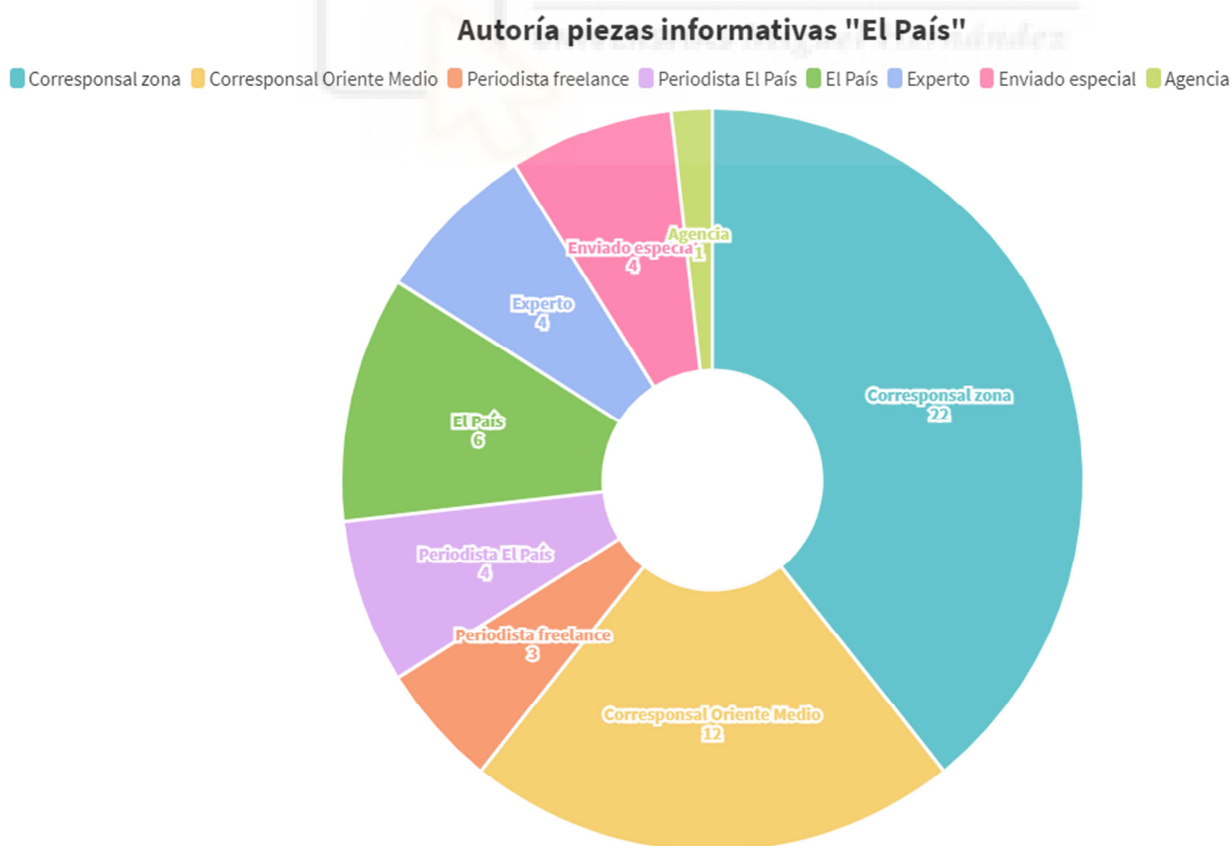 Autoría piezas informativas "El País"
Corresponsal zona Corresponsal Oriente Medio Periodista freelance Periodista El País El País Experto Enviado especial Agencia
Agencia
1
Enviado especial
4
Experto
4
Corresponsal zona
22
El País
6
Periodista El País
4
Periodista freelance
3
Corresponsal Oriente Medio
12